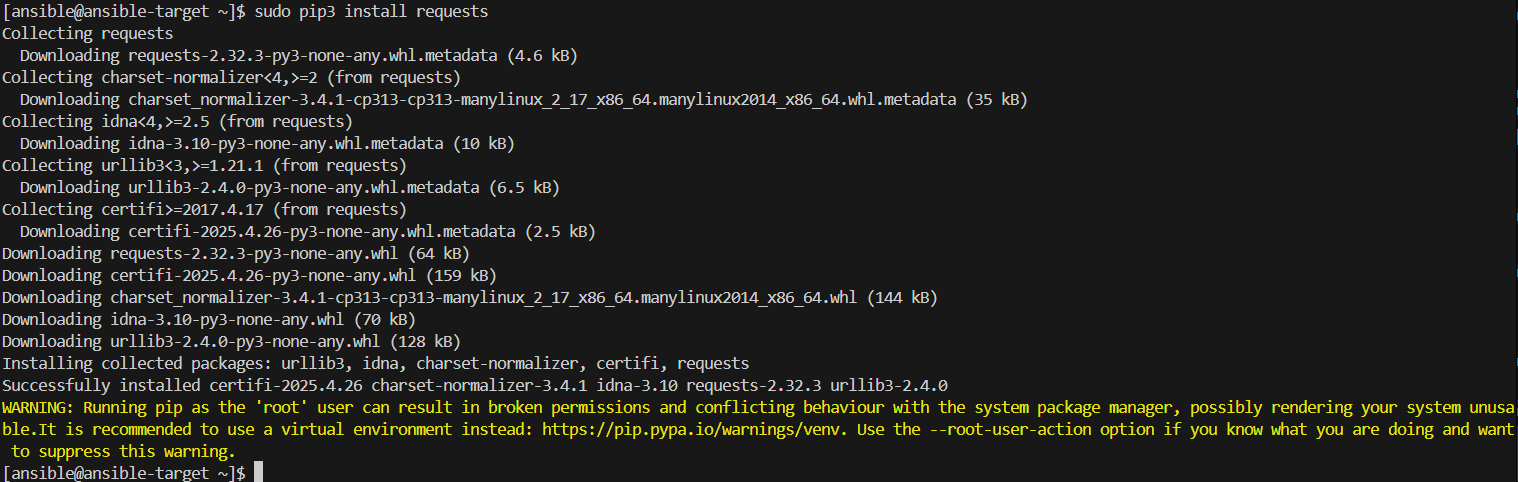 [ansible@ansible-target ~]$ sudo pip3 install requests
Collecting requests
  Downloading requests-2.32.3-py3-none-any.whl.metadata (4.6 kB)
Collecting charset-normalizer<4,>=2 (from requests)
  Downloading charset_normalizer-3.4.1-cp313-cp313-manylinux_2_17_x86_64.manylinux2014_x86_64.whl.metadata (35 kB)
Collecting idna<4,>=2.5 (from requests)
  Downloading idna-3.10-py3-none-any.whl.metadata (10 kB)
Collecting urllib3<3,>=1.21.1 (from requests)
  Downloading urllib3-2.4.0-py3-none-any.whl.metadata (6.5 kB)
Collecting certifi>=2017.4.17 (from requests)
  Downloading certifi-2025.4.26-py3-none-any.whl.metadata (2.5 kB)
Downloading requests-2.32.3-py3-none-any.whl (64 kB)
Downloading certifi-2025.4.26-py3-none-any.whl (159 kB)
Downloading charset_normalizer-3.4.1-cp313-cp313-manylinux_2_17_x86_64.manylinux2014_x86_64.whl (144 kB)
Downloading idna-3.10-py3-none-any.whl (70 kB)
Downloading urllib3-2.4.0-py3-none-any.whl (128 kB)
Installing collected packages: urllib3, idna, charset-normalizer, certifi, requests
Successfully installed certifi-2025.4.26 charset-normalizer-3.4.1 idna-3.10 requests-2.32.3 urllib3-2.4.0
WARNING: Running pip as the 'root' user can result in broken permissions and conflicting behaviour with the system package manager, possibly rendering your system unusa
ble.It is recommended to use a virtual environment instead: https://pip.pypa.io/warnings/venv. Use the --root-user-action option if you know what you are doing and want
 to suppress this warning.
[ansible@ansible-target ~]$